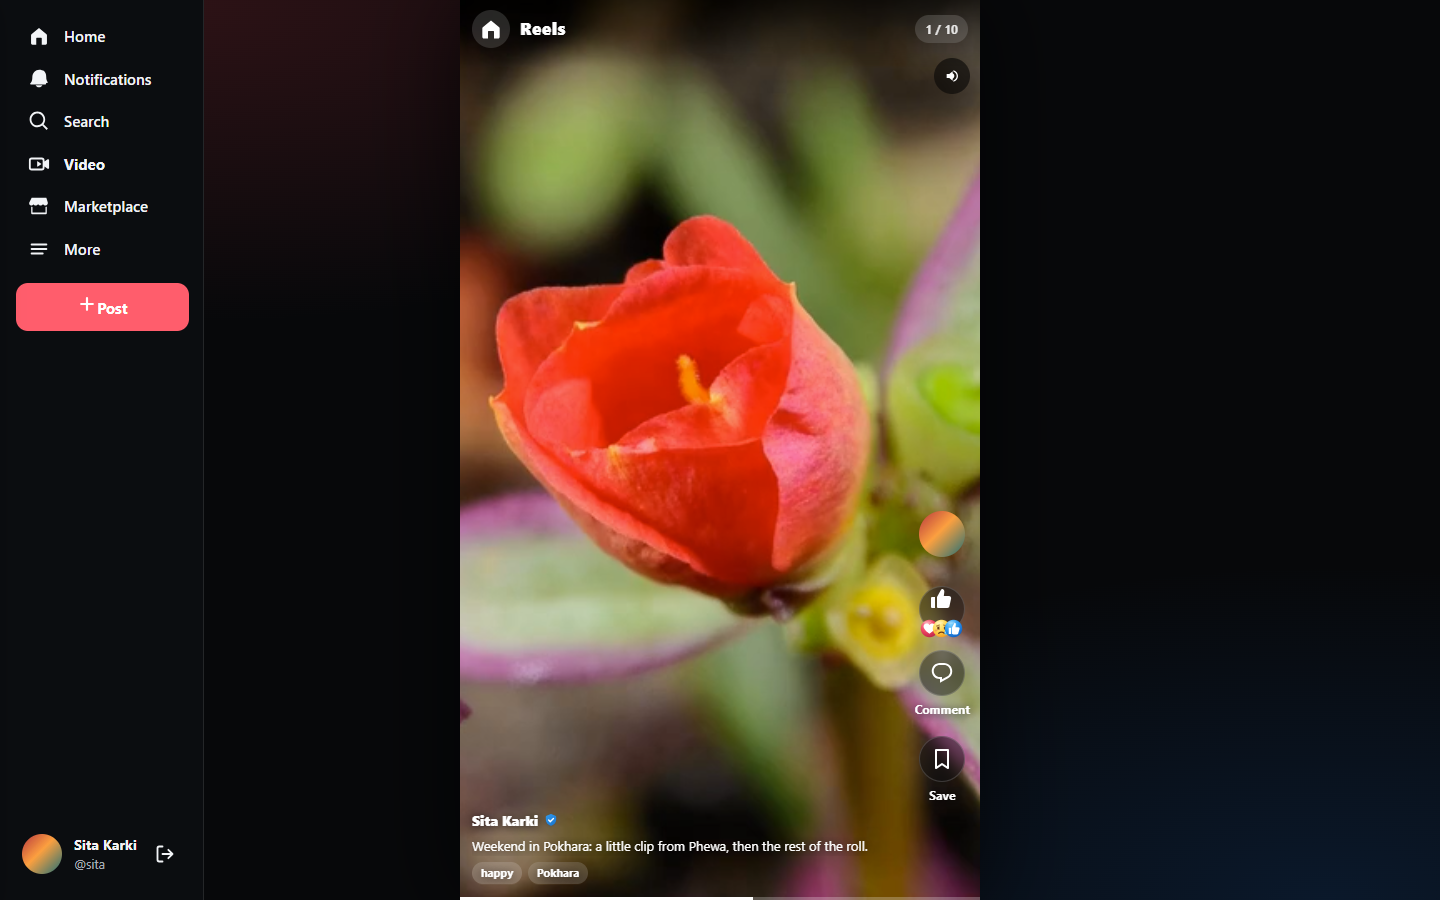 Home
Notifications
Search
Video
Marketplace
More
Post
Sita Karki
@sita
Reels
1 / 10
Comment
Save
Sita Karki
Weekend in Pokhara: a little clip from Phewa, then the rest of the roll.
happy
Pokhara